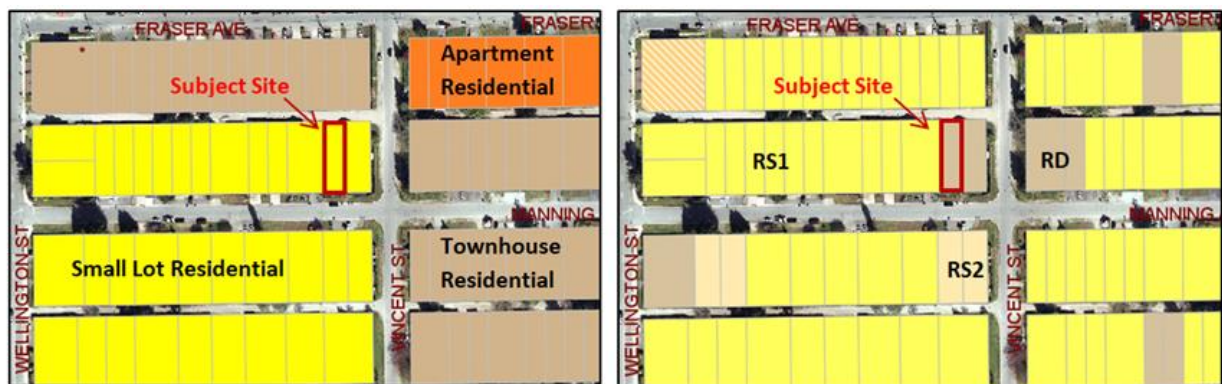 FRASER AVE
FRASER
Apartment
Residential
Subject Site
MANNING
Small Lot Residential
Townhouse
Residential
WELLINGTON ST
VINCENT ST
FRASER AVE
FRASER
Subject Site
RS1
RD
MANNING
RS2
WELLINGTON ST
VINCENT ST